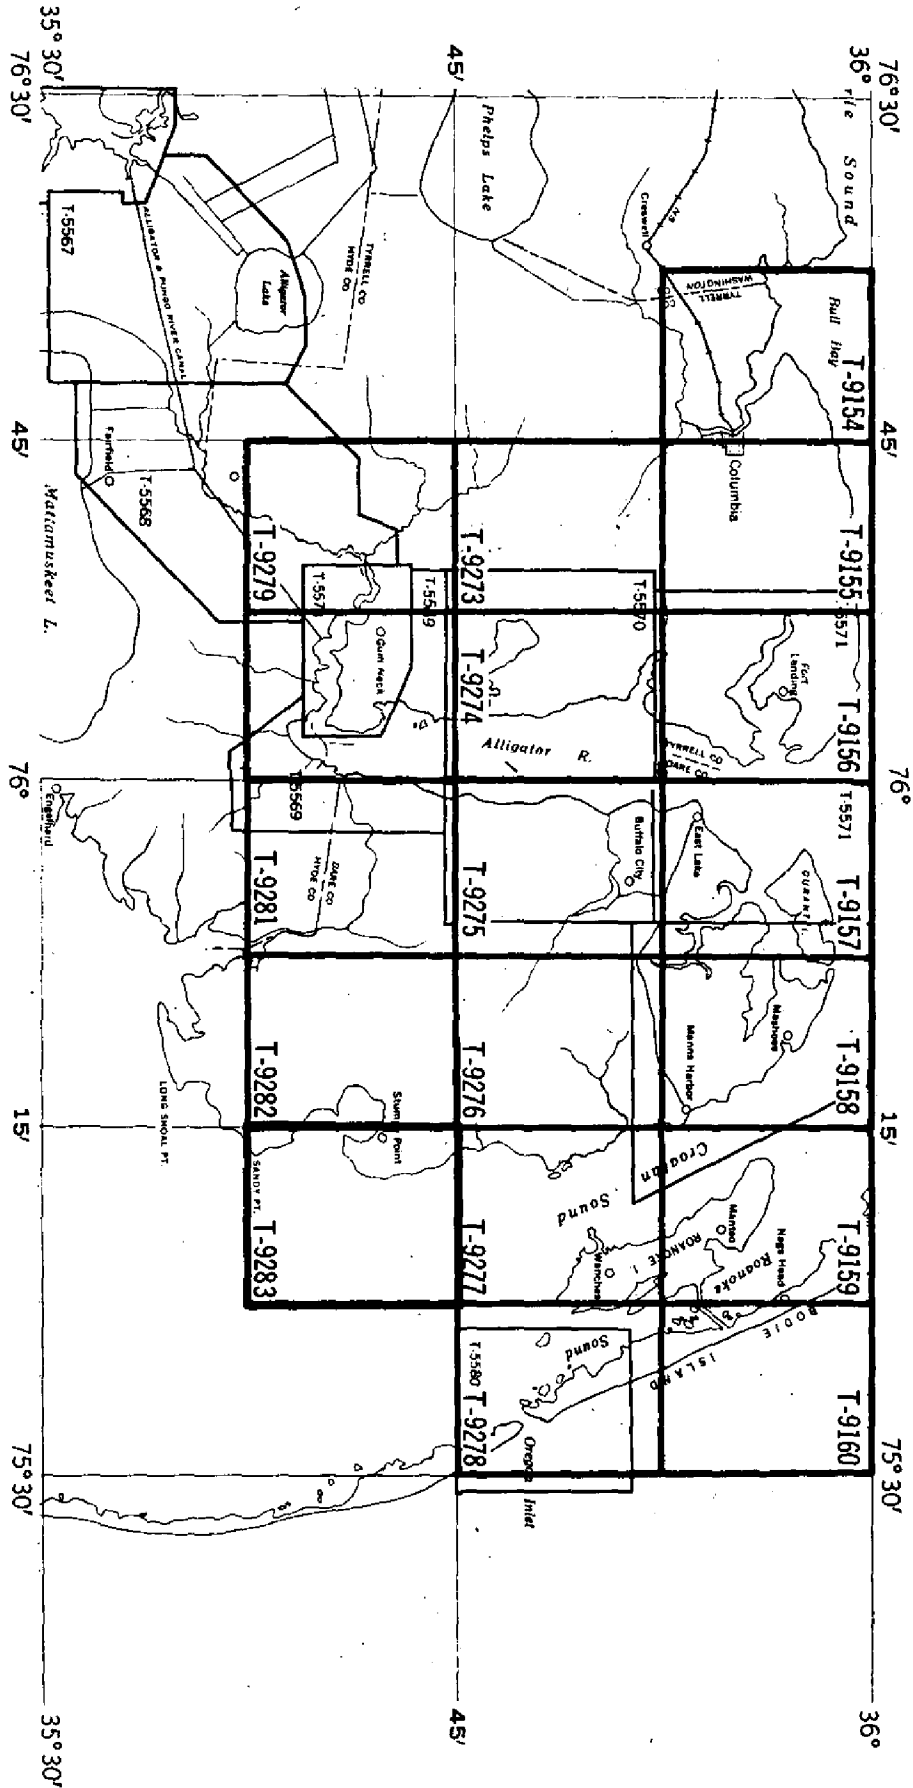 76°30'
45'
76°
15'
75°30'
36°
36°
rle Sound
Bull Bay
T-9154
T-9155
T-5571
T-9156
T-5571
T-9157
T-9158
T-9159
T-9160
TYRRELL
WASHINGTON
Creswell
Columbia
Fort Landing
TYRRELL CO
DARE CO
East Lake
Mashoes
Manns Harbor
Croatan Sound
Manteo
Nags Head
Roanoke Sound
ROANOKE I.
Wanchese
BODIE ISLAND
45'
45'
Phelps Lake
T-5570
T-9273
T-9274
Alligator R.
Buffalo City
T-9275
T-9276
T-9277
T-5580
T-9278
Oregon Inlet
TYRRELL CO
HYDE CO
Alligator Lake
T-9279
Gum Neck
T-5569
DARE CO
HYDE CO
T-9281
T-9282
Stumpy Point
SANDY PT.
T-9283
ALLIGATOR & PUNGO RIVER CANAL
T-5567
Fairfield
T-5568
Mattamuskeet L.
Engelhard
LONG SHOAL PT.
35°30'
35°30'
76°30'
45'
76°
15'
75°30'